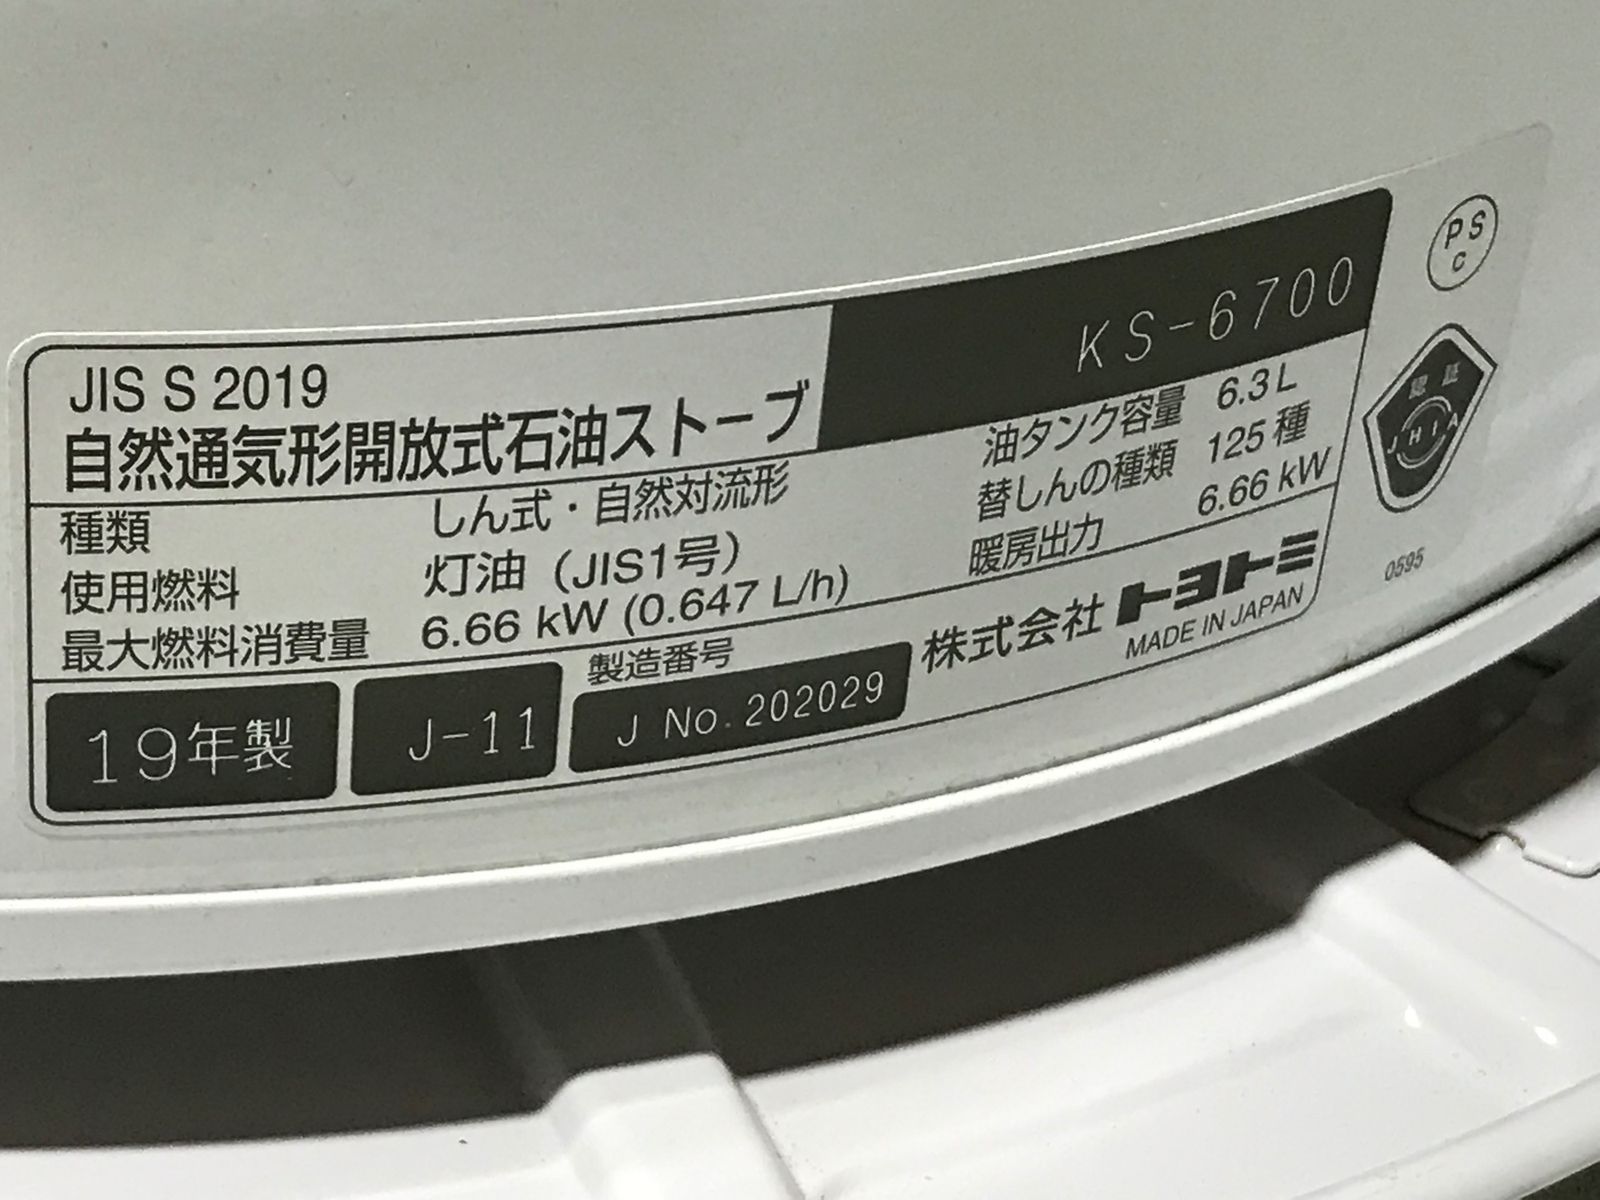 KS-6700
JIS S 2019
自然通気形開放式石油ストーブ
種類 しん式・自然対流形
使用燃料 灯油（JIS1号）
最大燃料消費量 6.66 kW (0.647 L/h)
油タンク容量 6.3 L
替しんの種類 125種
暖房出力 6.66 kW
19年製
J-11
製造番号
J No.202029
株式会社トヨトミ
MADE IN JAPAN
PS
C
認証
JHIA
0595